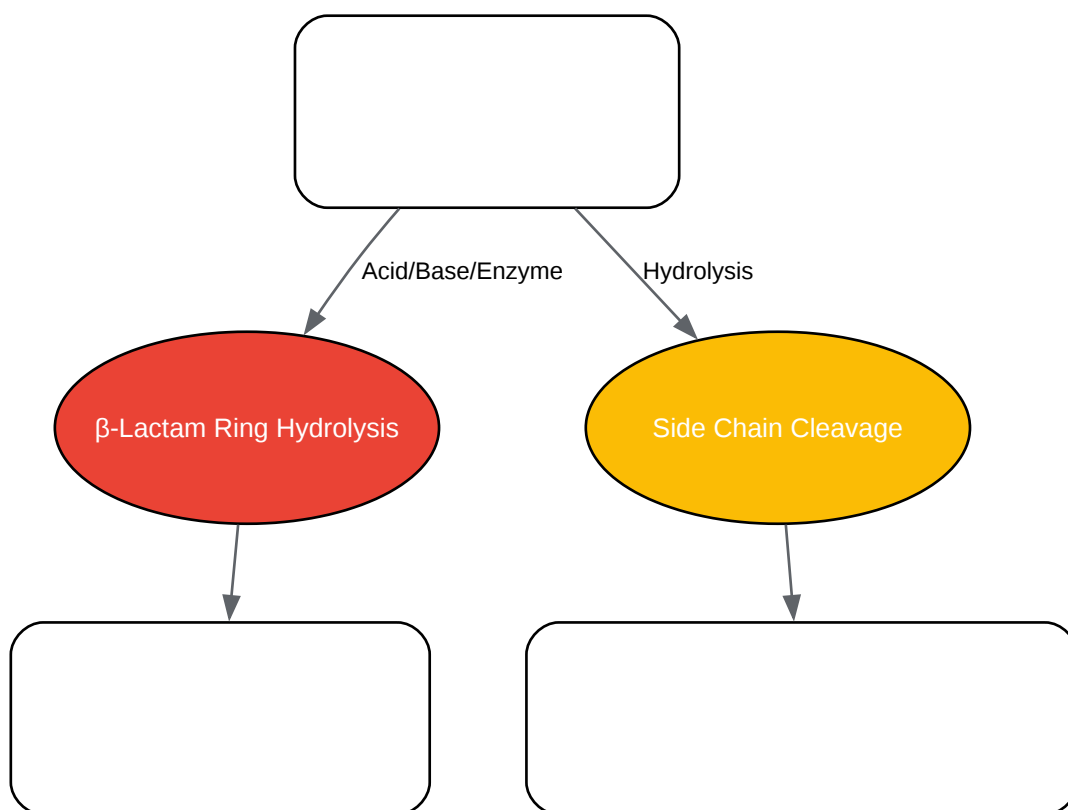 Acid/Base/Enzyme
Hydrolysis
β-Lactam Ring Hydrolysis
Side Chain Cleavage